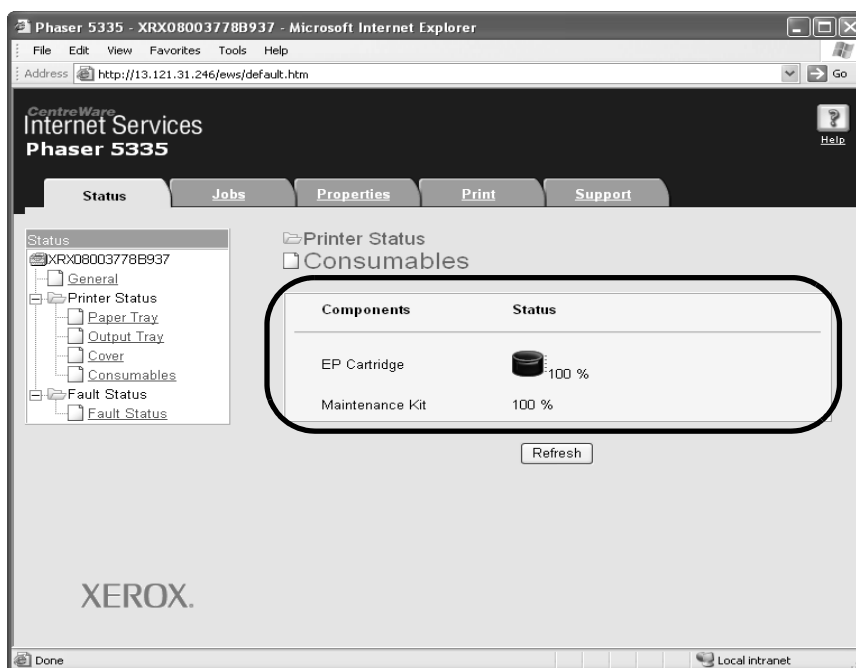 Phaser 5335 - XRX08003778B937 - Microsoft Internet Explorer
File Edit View Favorites Tools Help
Address http://13.121.31.246/ews/default.htm Go
CentreWare
Internet Services
Phaser 5335
? Help
Status Jobs Properties Print Support
Status
XRX08003778B937
General
Printer Status
Paper Tray
Output Tray
Cover
Consumables
Fault Status
Fault Status
Printer Status
Consumables
Components Status
EP Cartridge 100 %
Maintenance Kit 100 %
Refresh
XEROX.
Done Local intranet